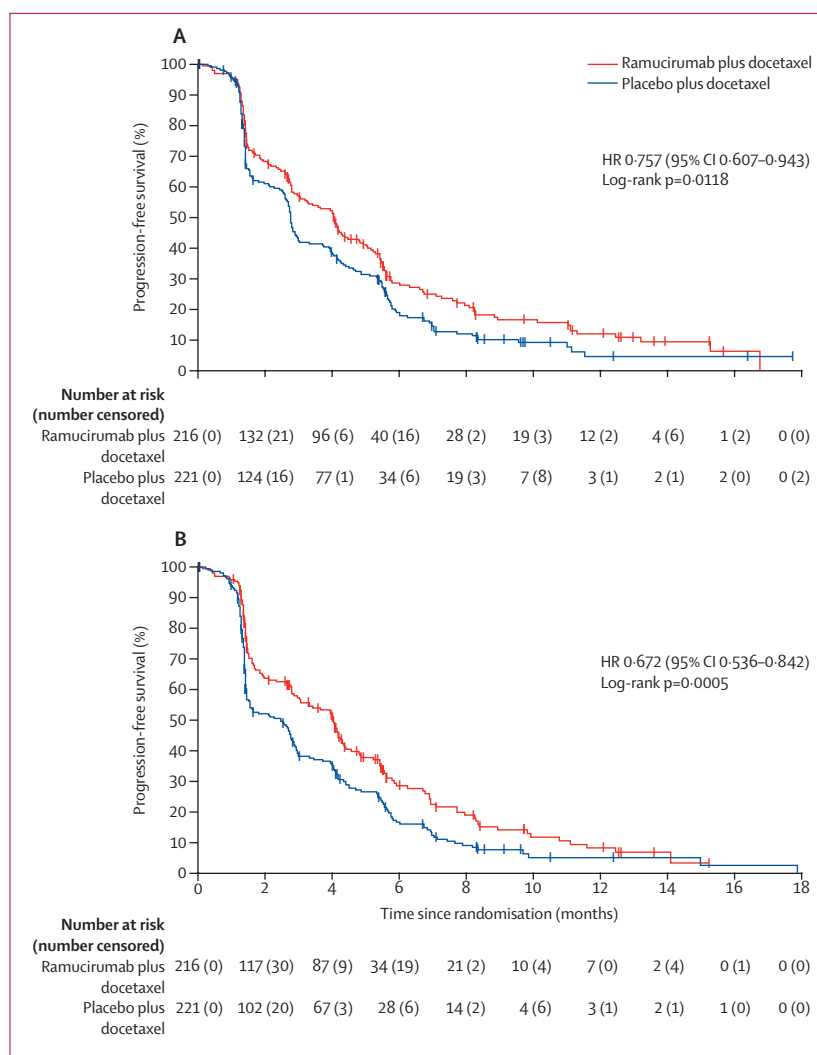 A
100
90
80
70
60
50
40
30
20
10
0
Progression-free survival (%)
Ramucirumab plus docetaxel
Placebo plus docetaxel
HR 0·757 (95% CI 0·607–0·943)
Log-rank p=0·0118
Number at risk
(number censored)
Ramucirumab plus docetaxel 216 (0) 132 (21) 96 (6) 40 (16) 28 (2) 19 (3) 12 (2) 4 (6) 1 (2) 0 (0)
Placebo plus docetaxel 221 (0) 124 (16) 77 (1) 34 (6) 19 (3) 7 (8) 3 (1) 2 (1) 2 (0) 0 (2)
B
100
90
80
70
60
50
40
30
20
10
0
Progression-free survival (%)
HR 0·672 (95% CI 0·536–0·842)
Log-rank p=0·0005
0 2 4 6 8 10 12 14 16 18
Time since randomisation (months)
Number at risk
(number censored)
Ramucirumab plus docetaxel 216 (0) 117 (30) 87 (9) 34 (19) 21 (2) 10 (4) 7 (0) 2 (4) 0 (1) 0 (0)
Placebo plus docetaxel 221 (0) 102 (20) 67 (3) 28 (6) 14 (2) 4 (6) 3 (1) 2 (1) 1 (0) 0 (0)